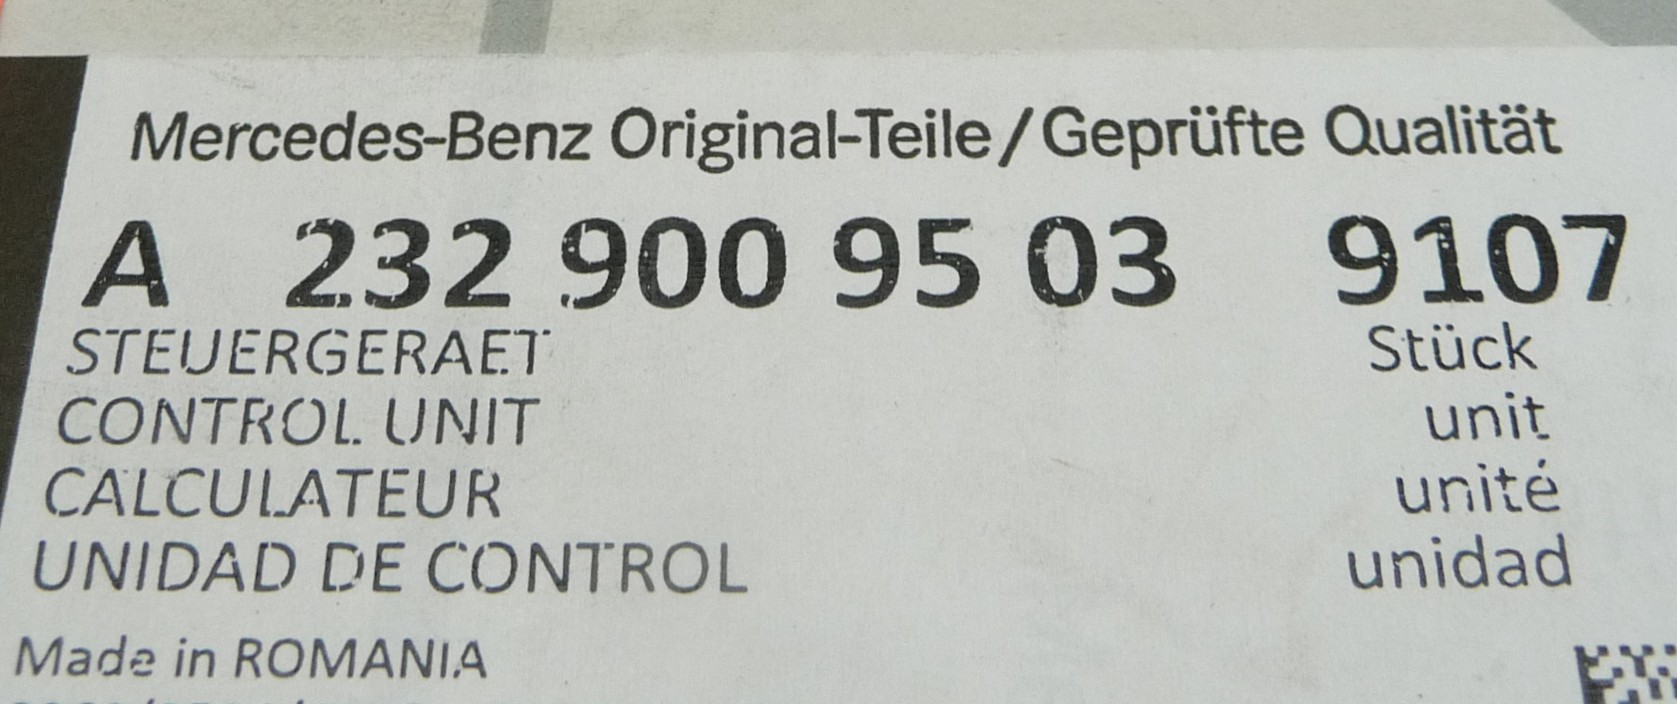 Mercedes-Benz Original-Teile/Geprüfte Qualität
A 232 900 95 03 9107
STEUERGERAET Stück
CONTROL UNIT unit
CALCULATEUR unité
UNIDAD DE CONTROL unidad
Made in ROMANIA